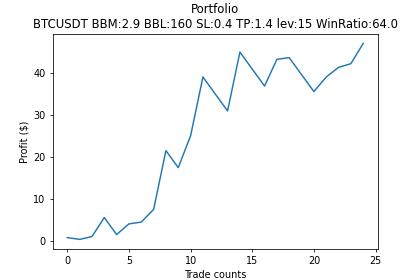 Portfolio
BTCUSDT BBM:2.9 BBL:160 SL:0.4 TP:1.4 lev:15 WinRatio:64.0
40
30
20
10
0
Profit ($)
0 5 10 15 20 25
Trade counts